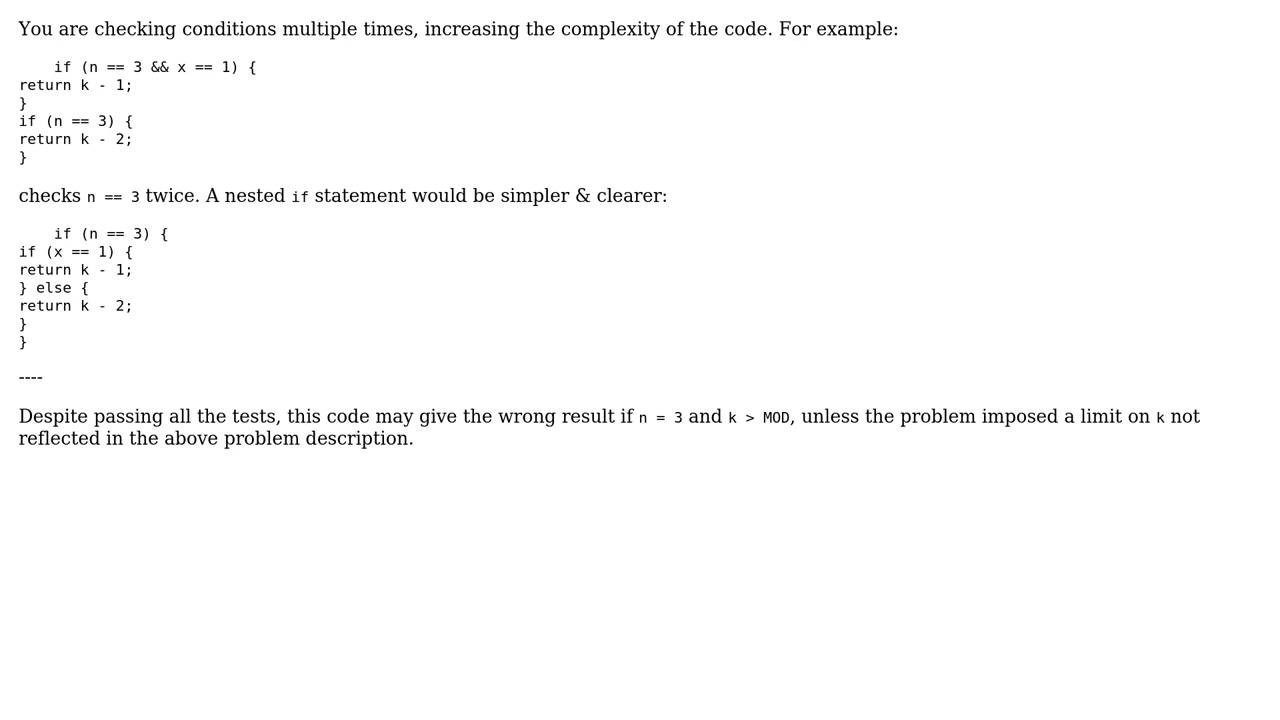 You are checking conditions multiple times, increasing the complexity of the code. For example:
    if (n == 3 && x == 1) {
return k - 1;
}
if (n == 3) {
return k - 2;
}
checks n == 3 twice. A nested if statement would be simpler & clearer:
    if (n == 3) {
if (x == 1) {
return k - 1;
} else {
return k - 2;
}
}
----
Despite passing all the tests, this code may give the wrong result if n = 3 and k > MOD, unless the problem imposed a limit on k not
reflected in the above problem description.